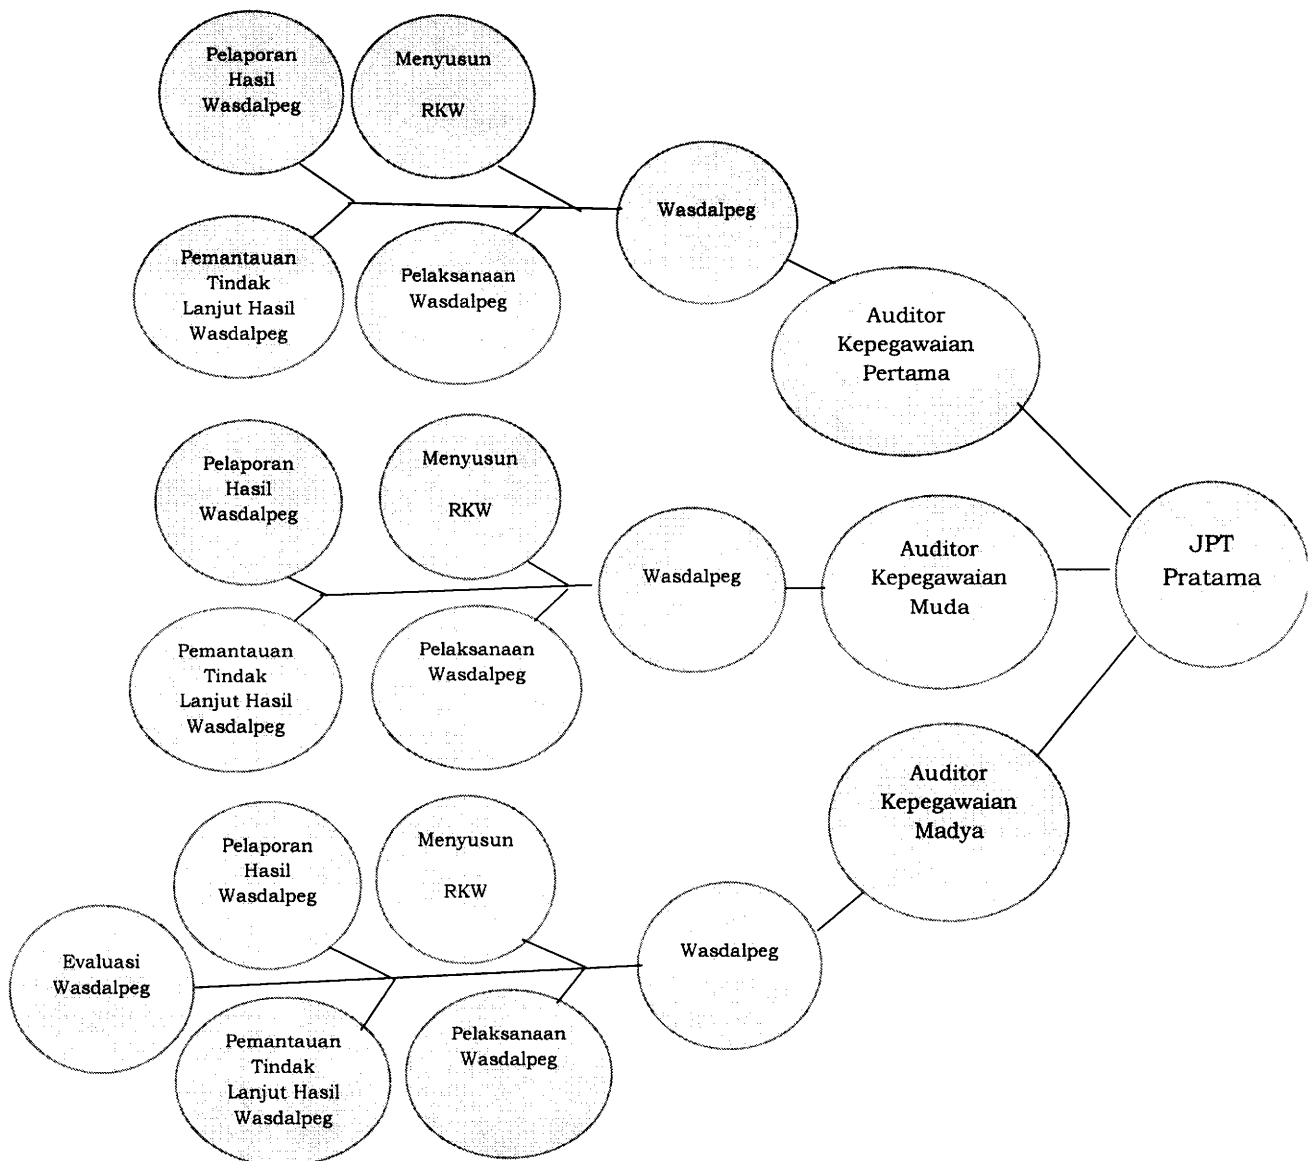 Pelaporan
Hasil
Wasdalpeg
Menyusun
RKW
Wasdalpeg
Pemantauan
Tindak
Lanjut Hasil
Wasdalpeg
Pelaksanaan
Wasdalpeg
Auditor
Kepegawaian
Pertama
Pelaporan
Hasil
Wasdalpeg
Menyusun
RKW
Wasdalpeg
Auditor
Kepegawaian
Muda
JPT
Pratama
Pemantauan
Tindak
Lanjut Hasil
Wasdalpeg
Pelaksanaan
Wasdalpeg
Auditor
Kepegawaian
Madya
Pelaporan
Hasil
Wasdalpeg
Menyusun
RKW
Wasdalpeg
Evaluasi
Wasdalpeg
Pemantauan
Tindak
Lanjut Hasil
Wasdalpeg
Pelaksanaan
Wasdalpeg